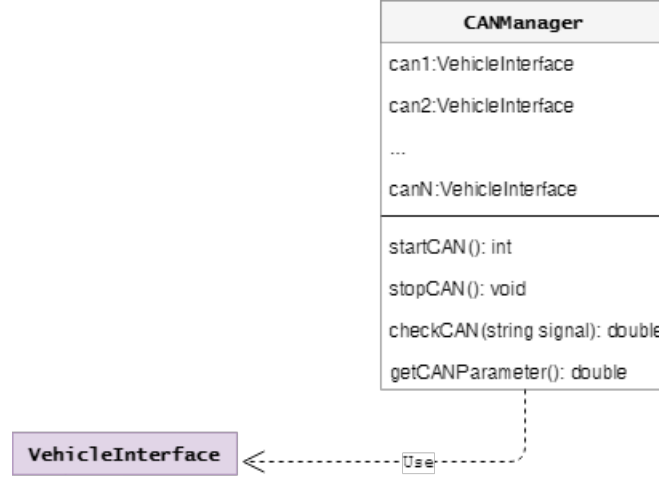 CANManager
can1:VehicleInterface
can2:VehicleInterface
...
canN:VehicleInterface
startCAN(): int
stopCAN(): void
checkCAN(string signal): double
getCANParameter(): double
VehicleInterface
Use